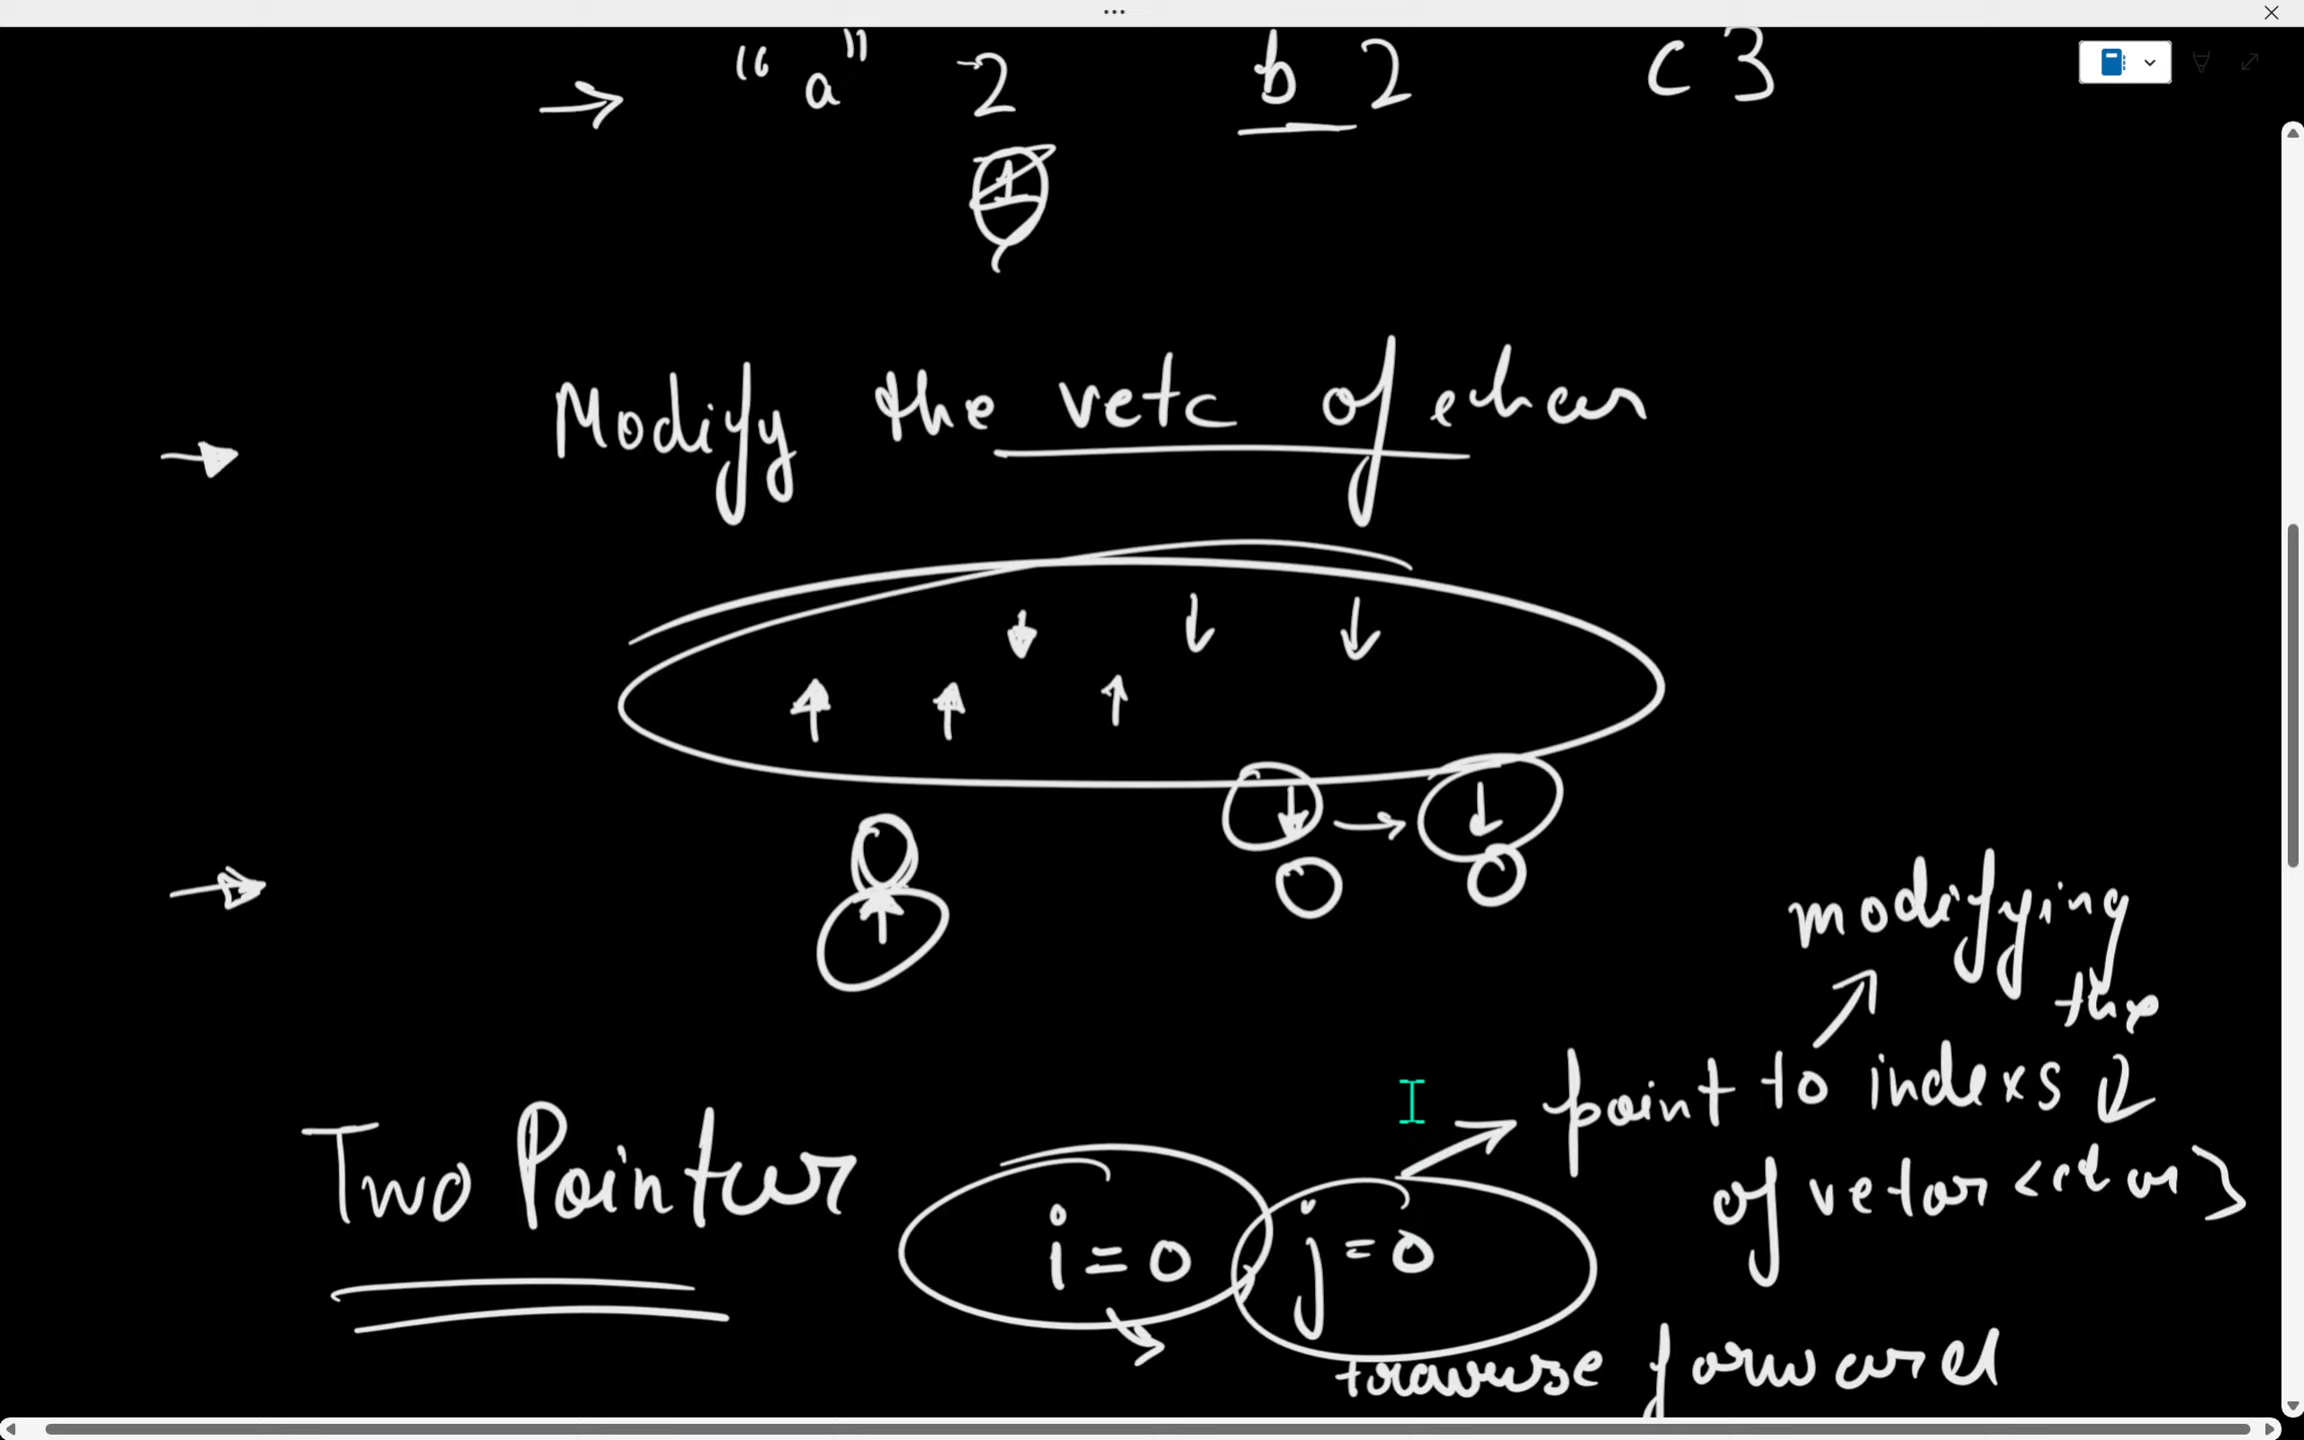 → "a" 2 b 2 c 3
1
→ Modify the vetc of char
modifying
the
point to indexs
Two Pointer i = 0 j = 0 of vetor <char>
traverse forward